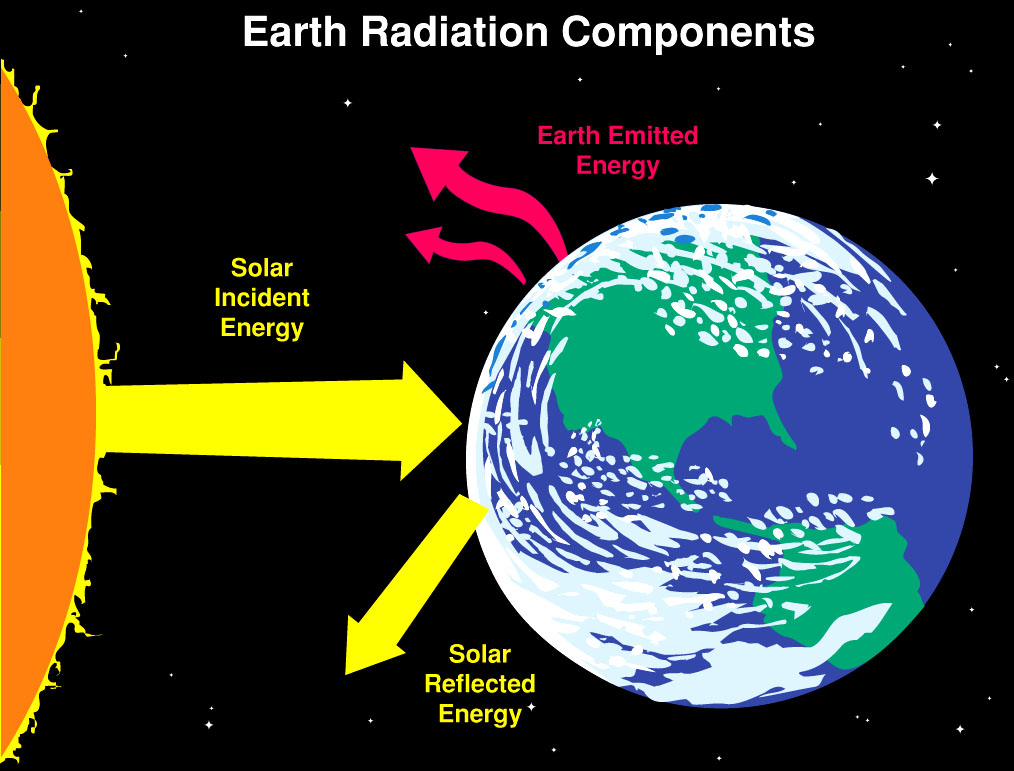 Earth Radiation Components
Earth Emitted
Energy
Solar
Incident
Energy
Solar
Reflected
Energy